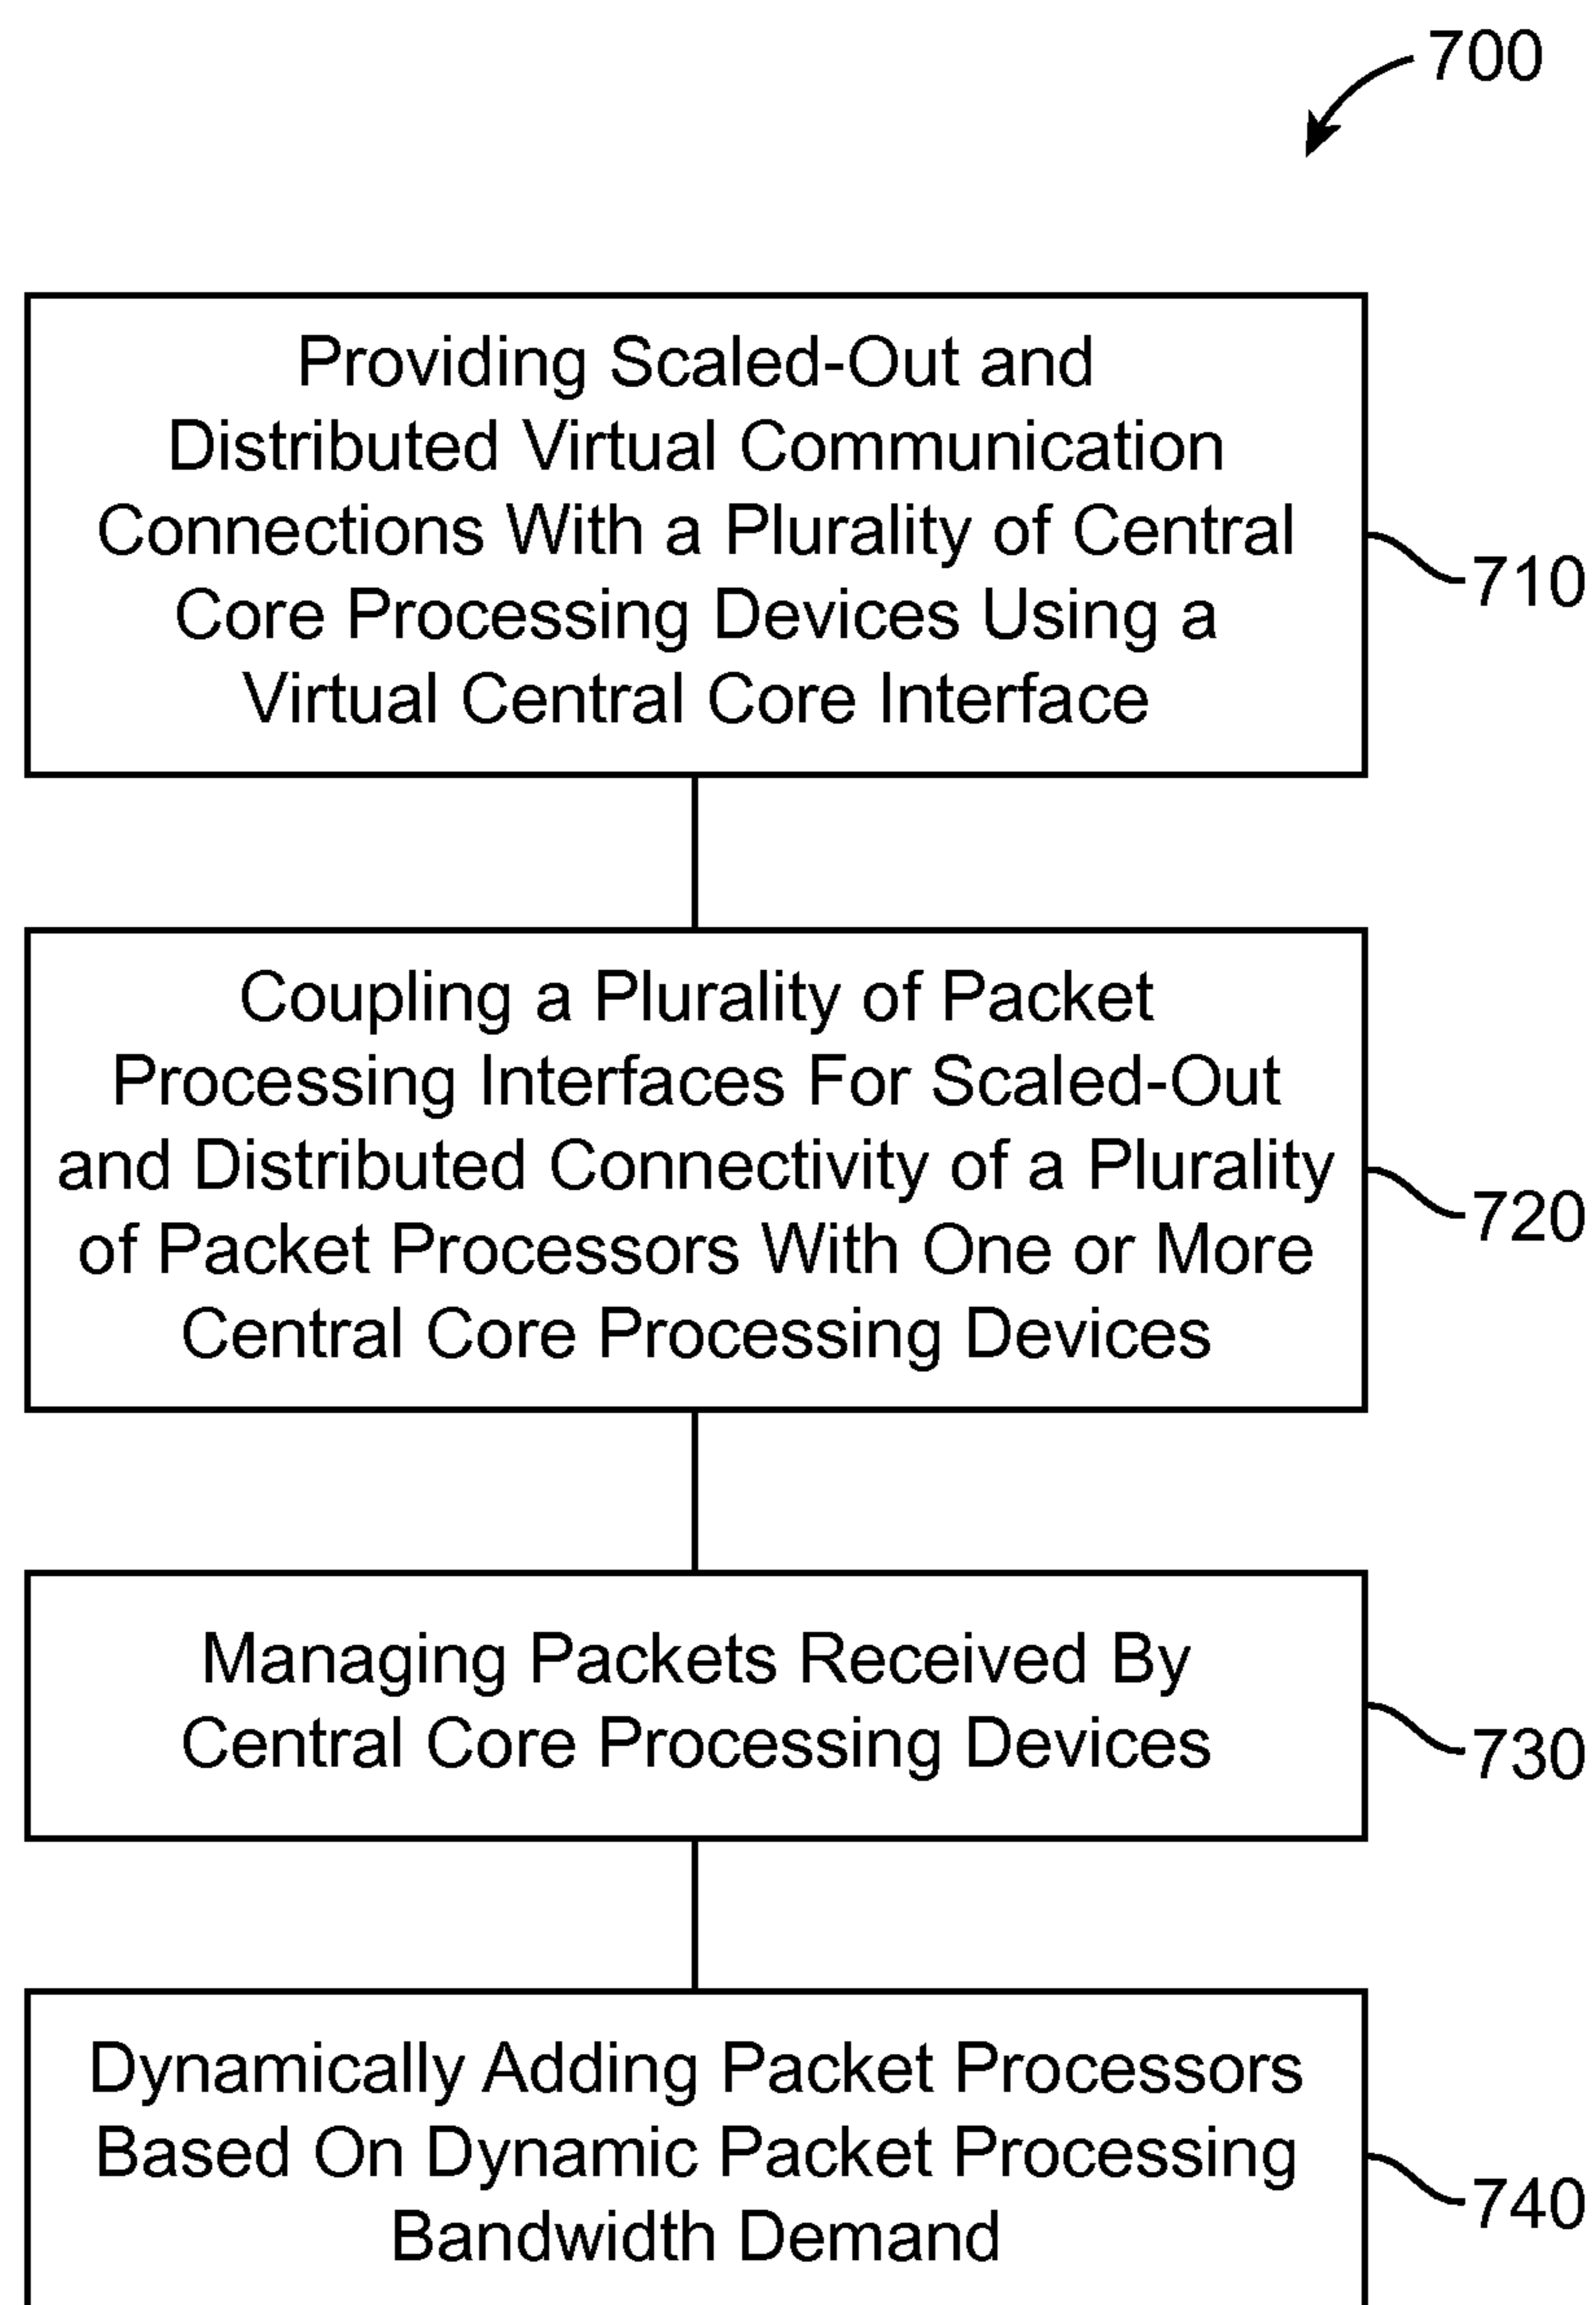 700
Providing Scaled-Out and
Distributed Virtual Communication
Connections With a Plurality of Central
Core Processing Devices Using a
Virtual Central Core Interface
710
Coupling a Plurality of Packet
Processing Interfaces For Scaled-Out
and Distributed Connectivity of a Plurality
of Packet Processors With One or More
Central Core Processing Devices
720
Managing Packets Received By
Central Core Processing Devices
730
Dynamically Adding Packet Processors
Based On Dynamic Packet Processing
Bandwidth Demand
740